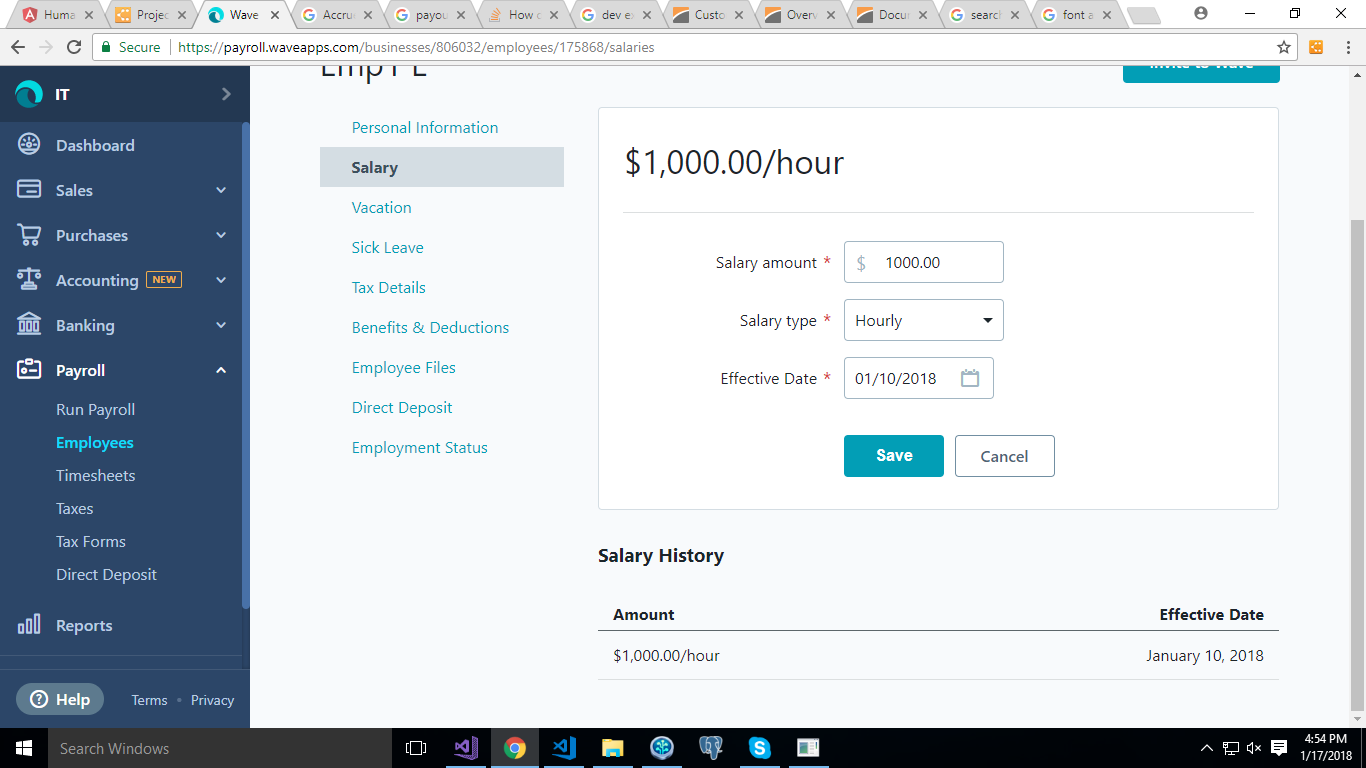 Huma
Projec
Wave
Accru
payou
How c
dev ex
Custo
Overv
Docu
search
font a
Secure
https://payroll.waveapps.com/businesses/806032/employees/175868/salaries
IT
Dashboard
Sales
Purchases
Accounting NEW
Banking
Payroll
Run Payroll
Employees
Timesheets
Taxes
Tax Forms
Direct Deposit
Reports
Help
Terms • Privacy
Invite to Wave
Personal Information
Salary
Vacation
Sick Leave
Tax Details
Benefits & Deductions
Employee Files
Direct Deposit
Employment Status
$1,000.00/hour
Salary amount * $ 1000.00
Salary type * Hourly
Effective Date * 01/10/2018
Save Cancel
Salary History
Amount Effective Date
$1,000.00/hour January 10, 2018
Search Windows
4:54 PM
1/17/2018